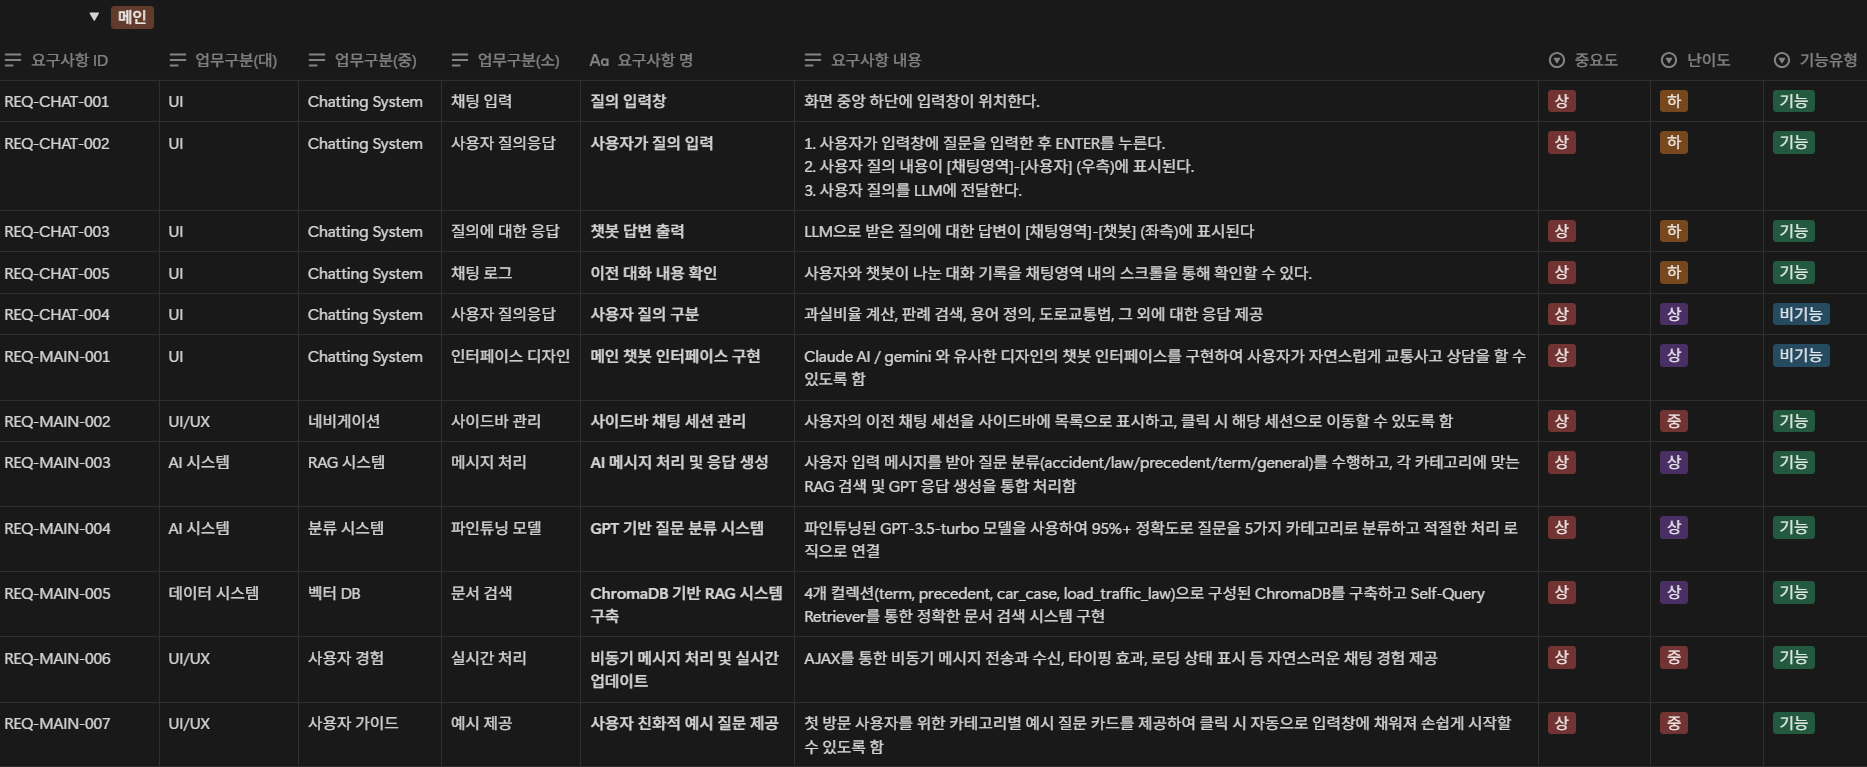 ▼ 메인
요구사항 ID 업무구분(대) 업무구분(중) 업무구분(소) Aa 요구사항 명 요구사항 내용 중요도 난이도 기능유형
REQ-CHAT-001 UI Chatting System 채팅 입력 질의 입력창 화면 중앙 하단에 입력창이 위치한다. 상 하 기능
REQ-CHAT-002 UI Chatting System 사용자 질의응답 사용자가 질의 입력 1. 사용자가 입력창에 질문을 입력한 후 ENTER를 누른다. 상 하 기능
2. 사용자 질의 내용이 [채팅영역]-[사용자] (우측)에 표시된다.
3. 사용자 질의를 LLM에 전달한다.
REQ-CHAT-003 UI Chatting System 질의에 대한 응답 챗봇 답변 출력 LLM으로 받은 질의에 대한 답변이 [채팅영역]-[챗봇] (좌측)에 표시된다 상 하 기능
REQ-CHAT-005 UI Chatting System 채팅 로그 이전 대화 내용 확인 사용자와 챗봇이 나눈 대화 기록을 채팅영역 내의 스크롤을 통해 확인할 수 있다. 상 하 기능
REQ-CHAT-004 UI Chatting System 사용자 질의응답 사용자 질의 구분 과실비율 계산, 판례 검색, 용어 정의, 도로교통법, 그 외에 대한 응답 제공 상 상 비기능
REQ-MAIN-001 UI Chatting System 인터페이스 디자인 메인 챗봇 인터페이스 구현 Claude AI / gemini 와 유사한 디자인의 챗봇 인터페이스를 구현하여 사용자가 자연스럽게 교통사고 상담을 할 수 상 상 비기능
있도록 함
REQ-MAIN-002 UI/UX 네비게이션 사이드바 관리 사이드바 채팅 세션 관리 사용자의 이전 채팅 세션을 사이드바에 목록으로 표시하고, 클릭 시 해당 세션으로 이동할 수 있도록 함 상 중 기능
REQ-MAIN-003 AI 시스템 RAG 시스템 메시지 처리 AI 메시지 처리 및 응답 생성 사용자 입력 메시지를 받아 질문 분류(accident/law/precedent/term/general)를 수행하고, 각 카테고리에 맞는 상 상 기능
RAG 검색 및 GPT 응답 생성을 통합 처리함
REQ-MAIN-004 AI 시스템 분류 시스템 파인튜닝 모델 GPT 기반 질문 분류 시스템 파인튜닝된 GPT-3.5-turbo 모델을 사용하여 95%+ 정확도로 질문을 5가지 카테고리로 분류하고 적절한 처리 로 상 상 기능
직으로 연결
REQ-MAIN-005 데이터 시스템 벡터 DB 문서 검색 ChromaDB 기반 RAG 시스템 4개 컬렉션(term, precedent, car_case, load_traffic_law)으로 구성된 ChromaDB를 구축하고 Self-Query 상 상 기능
구축 Retriever를 통한 정확한 문서 검색 시스템 구현
REQ-MAIN-006 UI/UX 사용자 경험 실시간 처리 비동기 메시지 처리 및 실시간 AJAX를 통한 비동기 메시지 전송과 수신, 타이핑 효과, 로딩 상태 표시 등 자연스러운 채팅 경험 제공 상 중 기능
업데이트
REQ-MAIN-007 UI/UX 사용자 가이드 예시 제공 사용자 친화적 예시 질문 제공 첫 방문 사용자를 위한 카테고리별 예시 질문 카드를 제공하여 클릭 시 자동으로 입력창에 채워져 손쉽게 시작할 상 중 기능
수 있도록 함